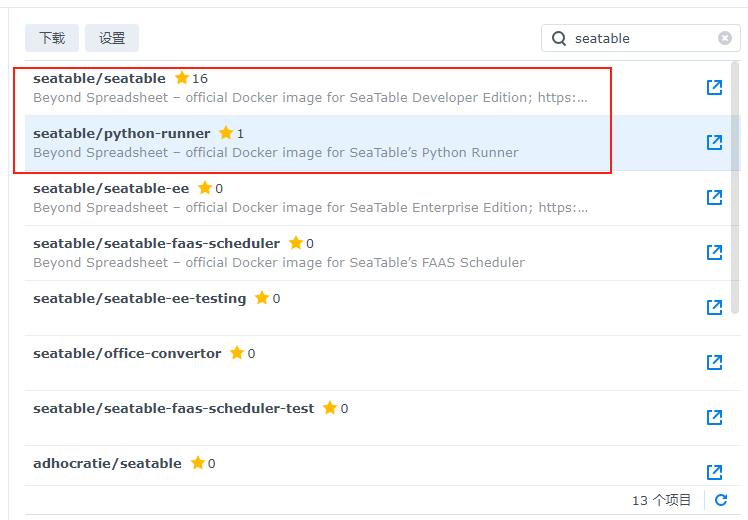 下载 设置 seatable
seatable/seatable 16
Beyond Spreadsheet – official Docker image for SeaTable Developer Edition; https:...
seatable/python-runner 1
Beyond Spreadsheet – official Docker image for SeaTable’s Python Runner
seatable/seatable-ee 0
Beyond Spreadsheet – official Docker image for SeaTable Enterprise Edition; https:...
seatable/seatable-faas-scheduler 0
Beyond Spreadsheet – official Docker image for SeaTable’s FAAS Scheduler
seatable/seatable-ee-testing 0
seatable/office-convertor 0
seatable/seatable-faas-scheduler-test 0
adhocratie/seatable 0
13 个项目